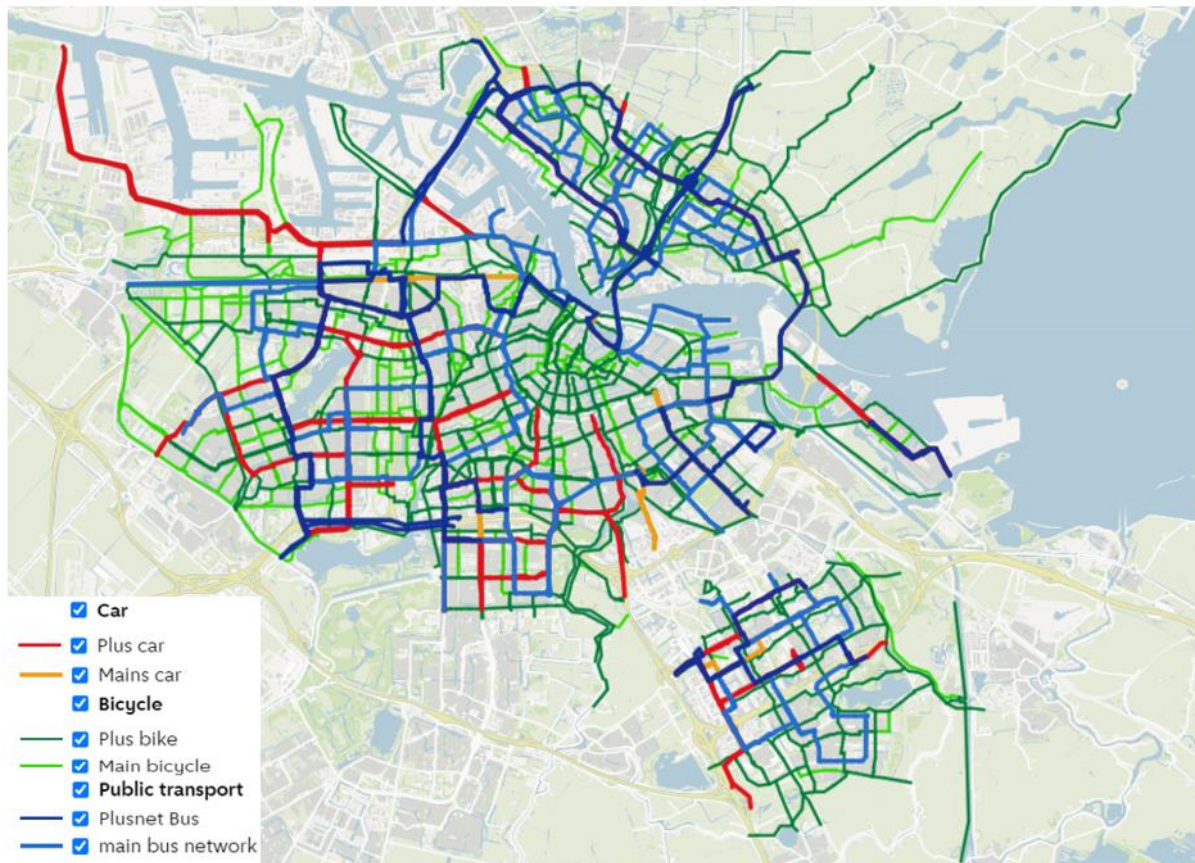 Car
Plus car
Mains car
Bicycle
Plus bike
Main bicycle
Public transport
Plusnet Bus
main bus network